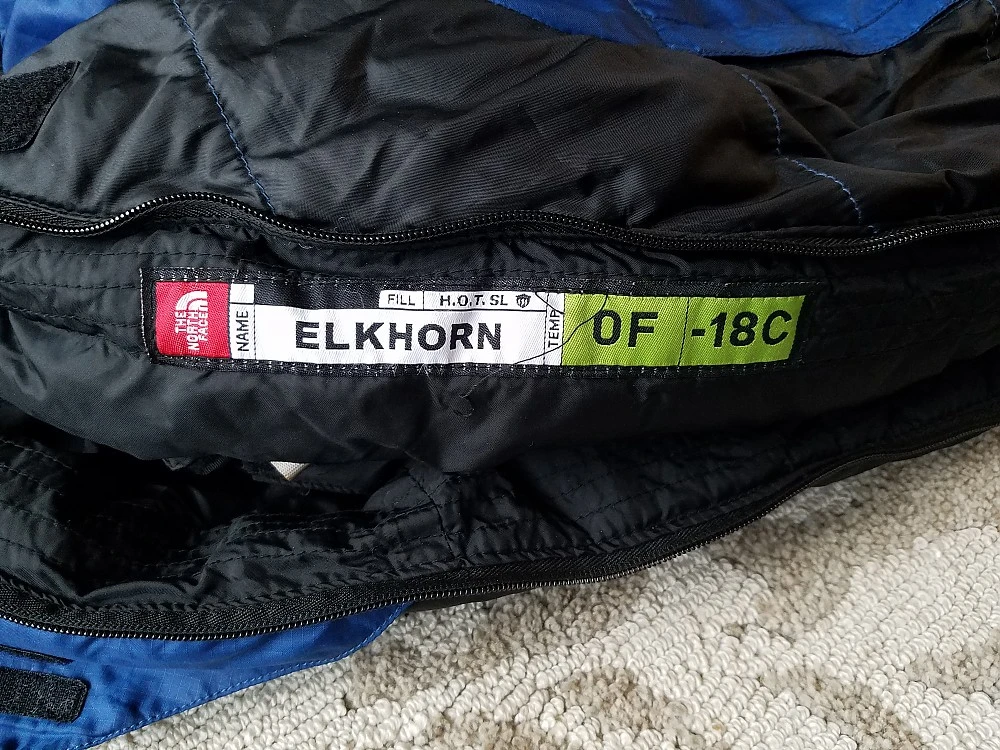 THE
NORTH
FACE
NAME
FILL H.O.T. SL
ELKHORN
TEMP
0F -18C